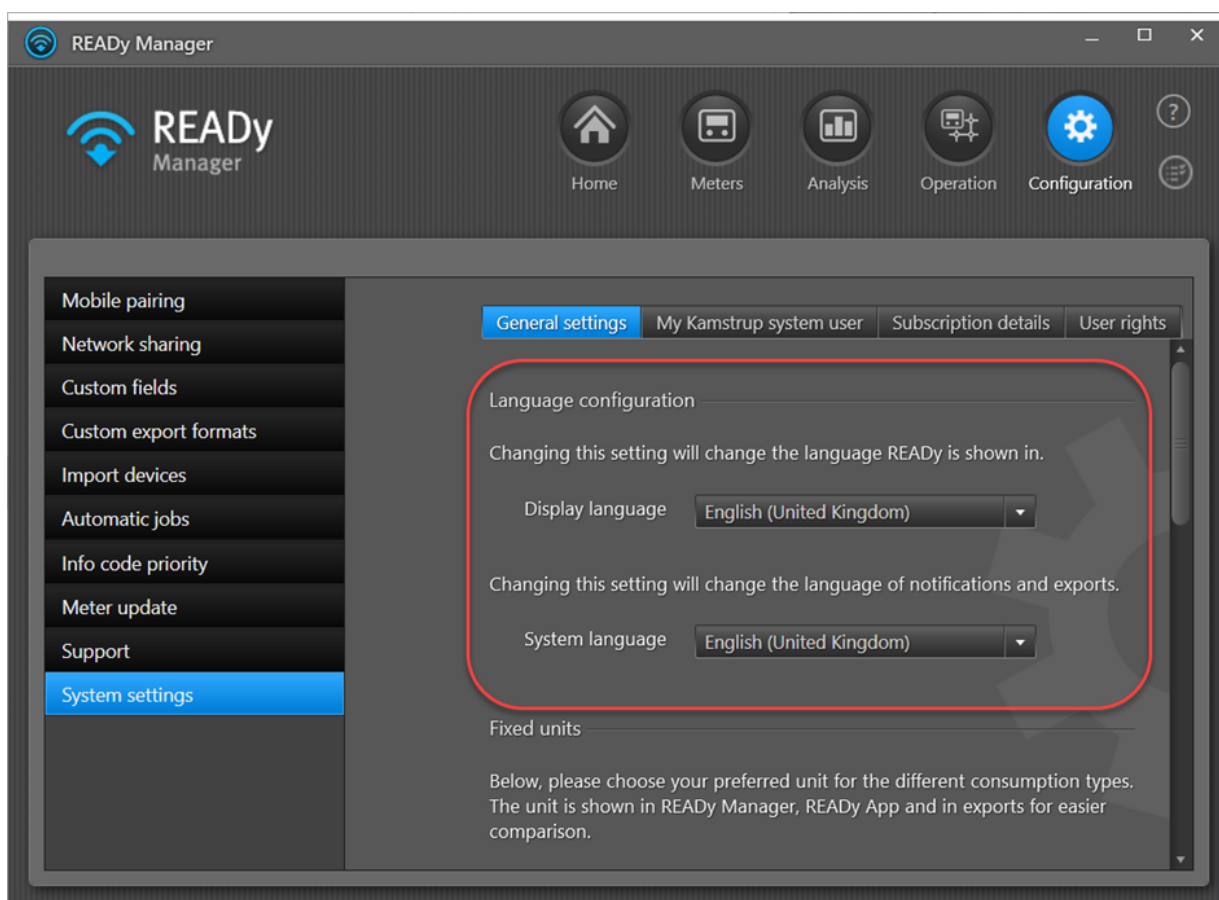 READy Manager
READy
Manager
Home
Meters
Analysis
Operation
Configuration
?
Mobile pairing
Network sharing
Custom fields
Custom export formats
Import devices
Automatic jobs
Info code priority
Meter update
Support
System settings
General settings
My Kamstrup system user
Subscription details
User rights
Language configuration
Changing this setting will change the language READy is shown in.
Display language
English (United Kingdom)
Changing this setting will change the language of notifications and exports.
System language
English (United Kingdom)
Fixed units
Below, please choose your preferred unit for the different consumption types.
The unit is shown in READy Manager, READy App and in exports for easier
comparison.